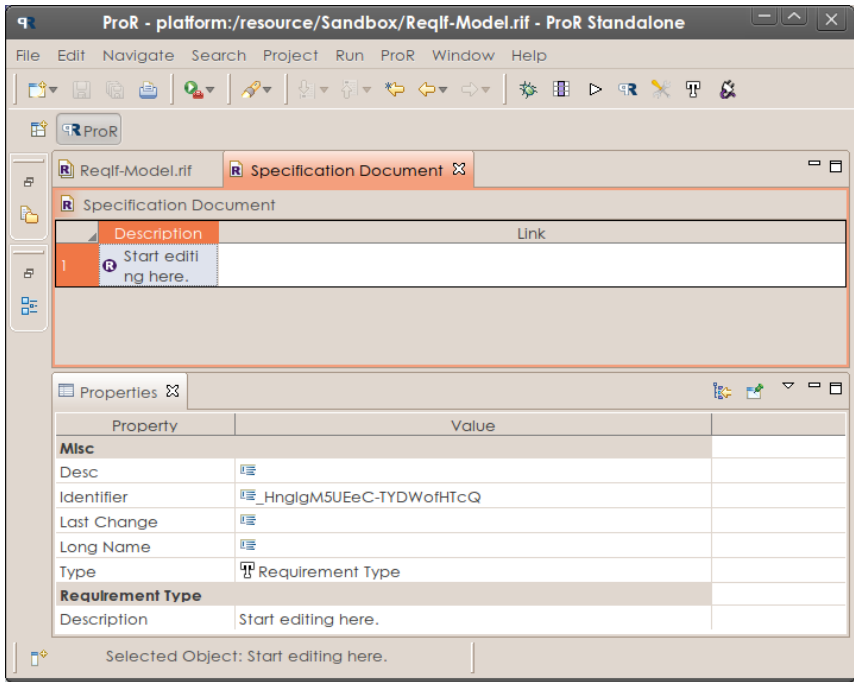 ProR - platform:/resource/Sandbox/Reqlf-Model.rif - ProR Standalone
File Edit Navigate Search Project Run ProR Window Help
ProR
Reqlf-Model.rif Specification Document
Specification Document
Description Link
1 Start editi
ng here.
Properties
Property Value
Misc
Desc
Identifier _HngIgM5UEeC-TYDWofHTcQ
Last Change
Long Name
Type Requirement Type
Requirement Type
Description Start editing here.
Selected Object: Start editing here.